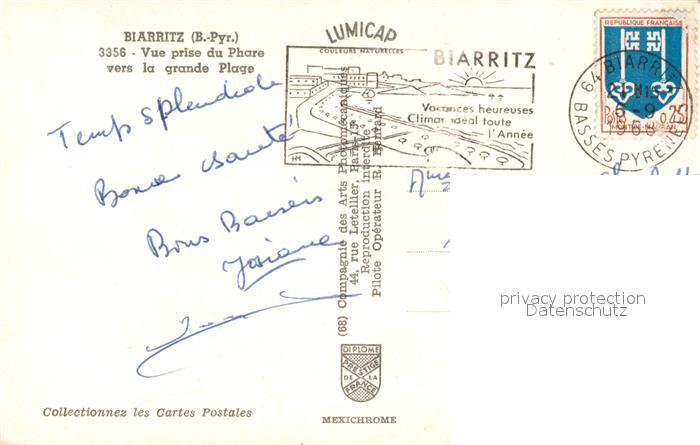 BIARRITZ (B.-Pyr.)
3356 - Vue prise du Phare
vers la grande Plage
LUMICAP
COULEURS NATURELLES
BIARRITZ
Vacances heureuses
Climat idéal toute
l'Année
REPUBLIQUE FRANÇAISE
64 BIARRITZ
6-9
BASSES PYRENEES
Temps splendide
Bonne santé
Bons Baisers
Josiane
(68) Compagnie des Arts Photomécaniques
44, rue Letellier, Paris-15e
Reproduction interdite
Pilote Opérateur R. Henrard
privacy protection
Datenschutz
DIPLOME
PRESTIGE
DE LA
FRANCE
Collectionnez les Cartes Postales
MEXICHROME